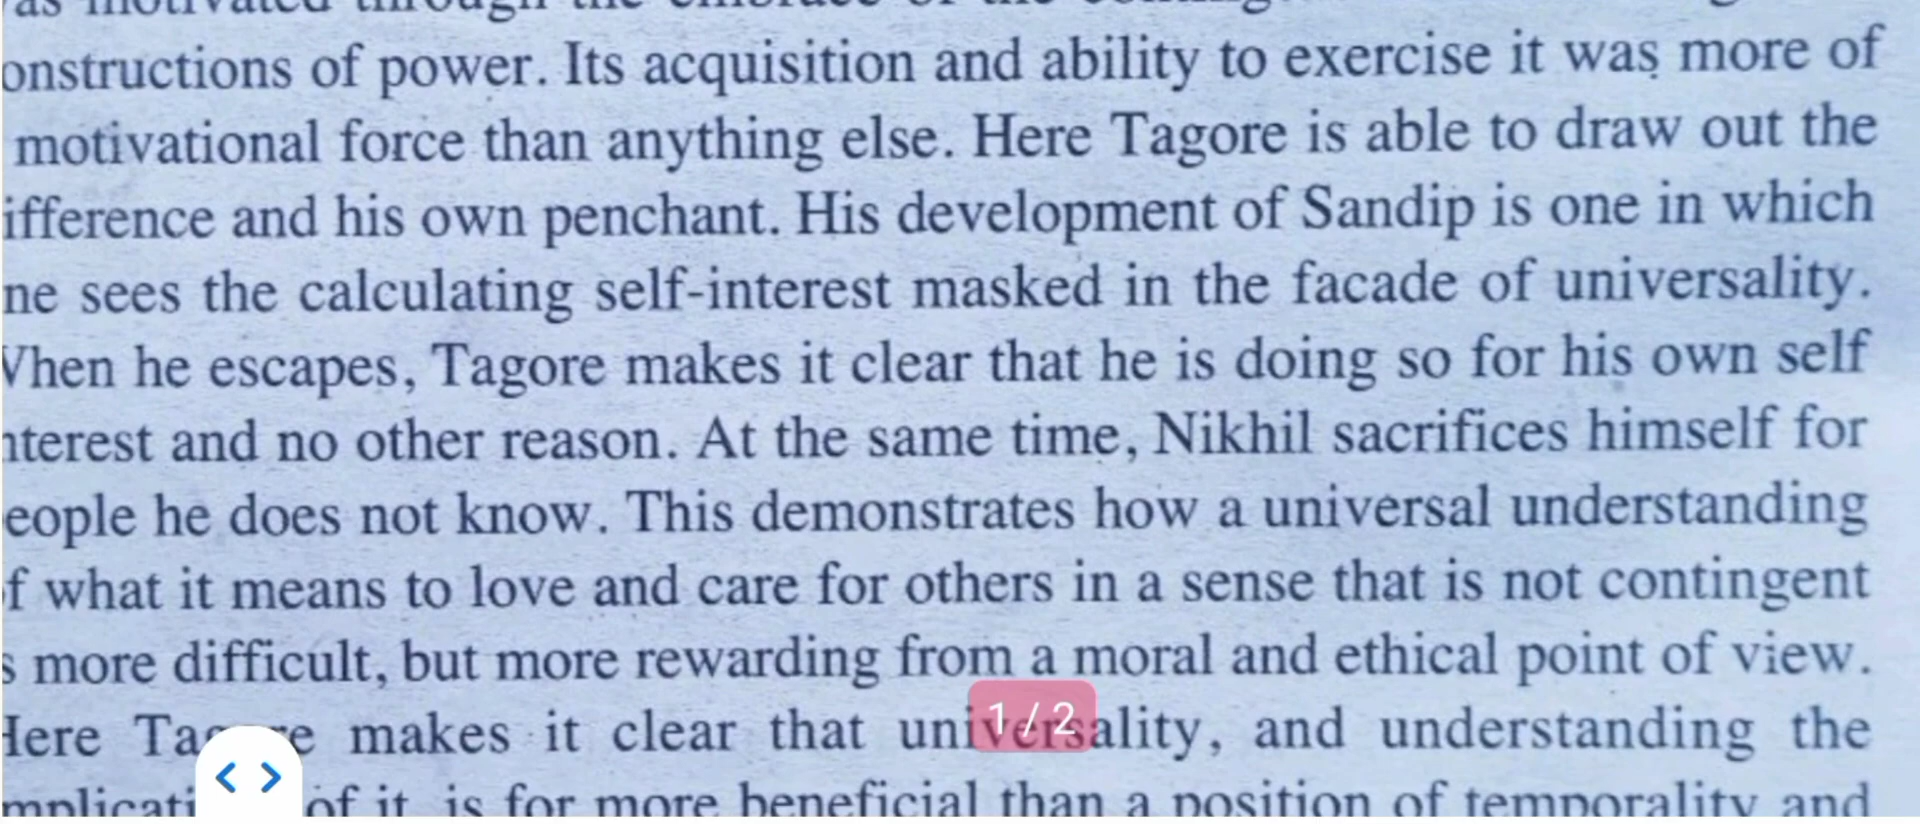 onstructions of power. Its acquisition and ability to exercise it was more of
motivational force than anything else. Here Tagore is able to draw out the
ifference and his own penchant. His development of Sandip is one in which
ne sees the calculating self-interest masked in the facade of universality.
When he escapes, Tagore makes it clear that he is doing so for his own self
nterest and no other reason. At the same time, Nikhil sacrifices himself for
eople he does not know. This demonstrates how a universal understanding
f what it means to love and care for others in a sense that is not contingent
s more difficult, but more rewarding from a moral and ethical point of view.
1 / 2
Here Tagore makes it clear that universality, and understanding the
of it is for more beneficial than a position of temporality and